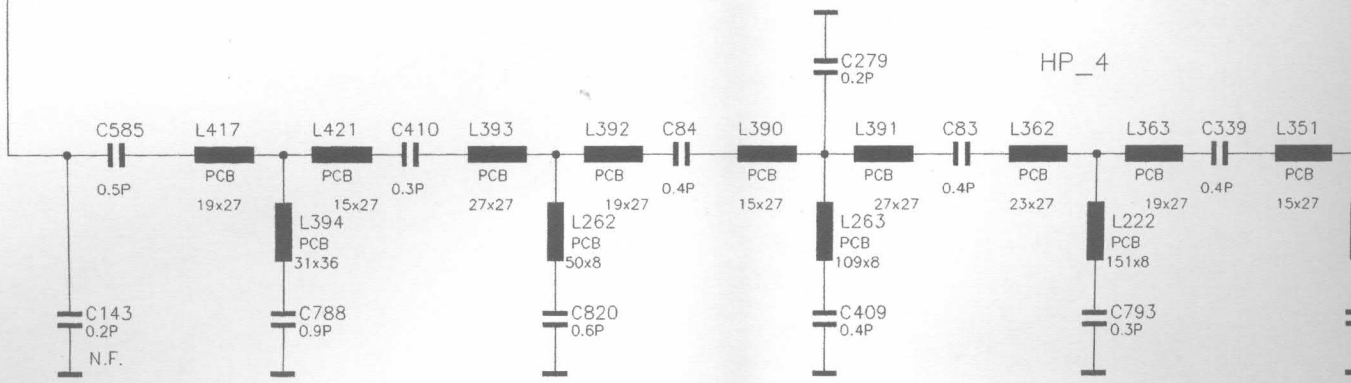 C279
0.2P
HP_4
C585
L417
L421
C410
L393
L392
C84
L390
L391
C83
L362
L363
C339
L351
0.5P
PCB
PCB
0.3P
PCB
PCB
0.4P
PCB
PCB
0.4P
PCB
PCB
0.4P
PCB
19x27
15x27
27x27
19x27
15x27
27x27
23x27
19x27
15x27
L394
PCB
31x36
L262
PCB
50x8
L263
PCB
109x8
L222
PCB
151x8
C143
0.2P
N.F.
C788
0.9P
C820
0.6P
C409
0.4P
C793
0.3P